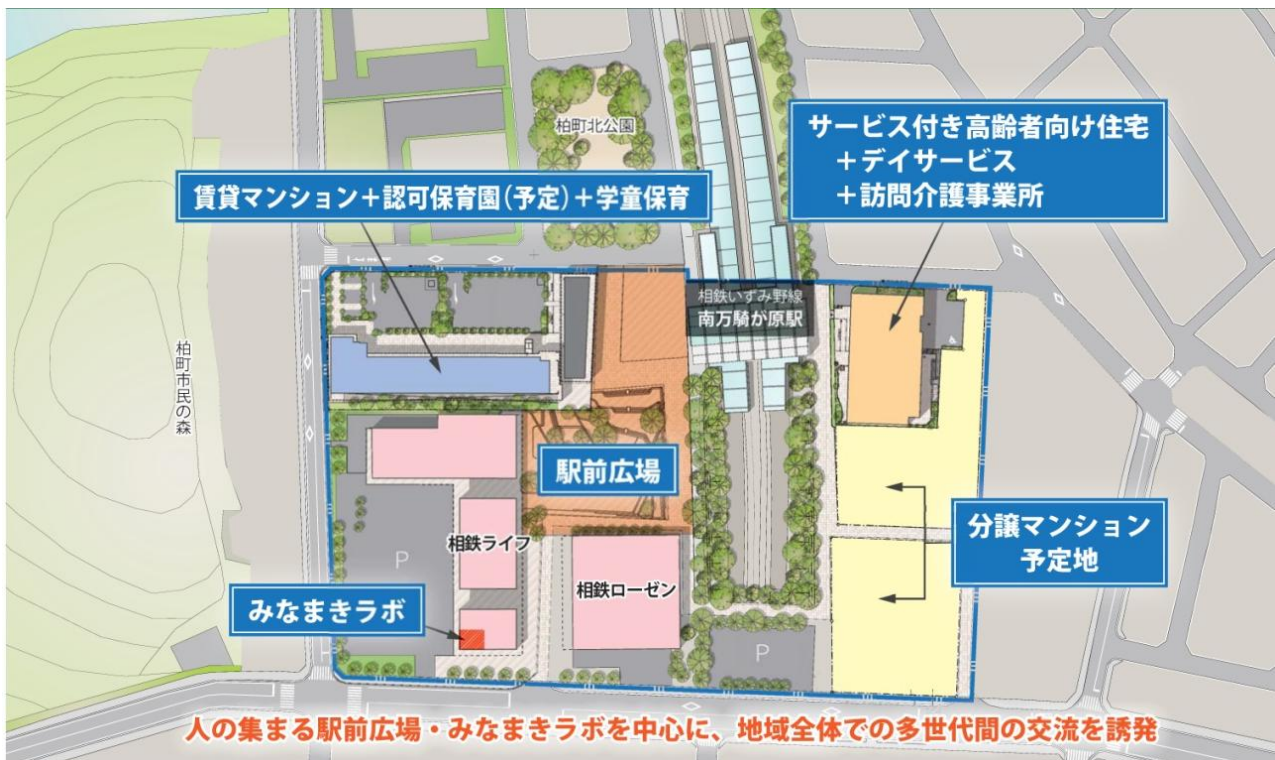 柏町北公園
サービス付き高齢者向け住宅
＋デイサービス
＋訪問介護事業所
賃貸マンション＋認可保育園（予定）＋学童保育
相鉄いずみ野線
南万騎が原駅
柏町市民の森
駅前広場
分譲マンション
予定地
相鉄ライフ
P
相鉄ローゼン
みなまきラボ
P
人の集まる駅前広場・みなまきラボを中心に、地域全体での多世代間の交流を誘発